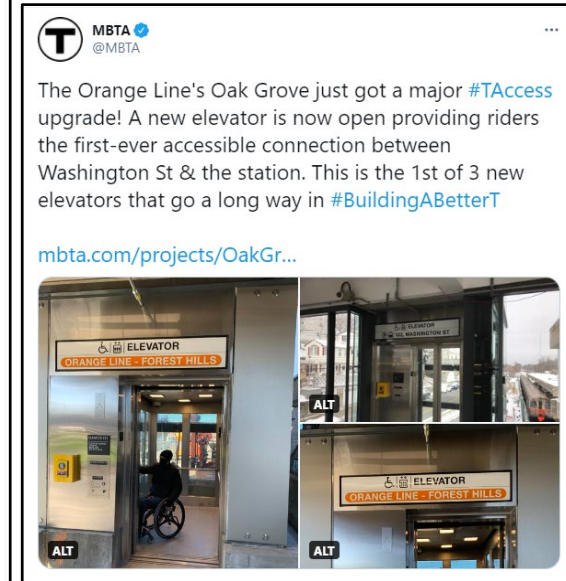 MBTA
@MBTA
The Orange Line's Oak Grove just got a major #TAccess
upgrade! A new elevator is now open providing riders
the first-ever accessible connection between
Washington St & the station. This is the 1st of 3 new
elevators that go a long way in #BuildingABetterT
mbta.com/projects/OakGr...
ELEVATOR
ORANGE LINE - FOREST HILLS
ALT
ELEVATOR
WASHINGTON ST
ALT
ELEVATOR
ORANGE LINE - FOREST HILLS
ALT